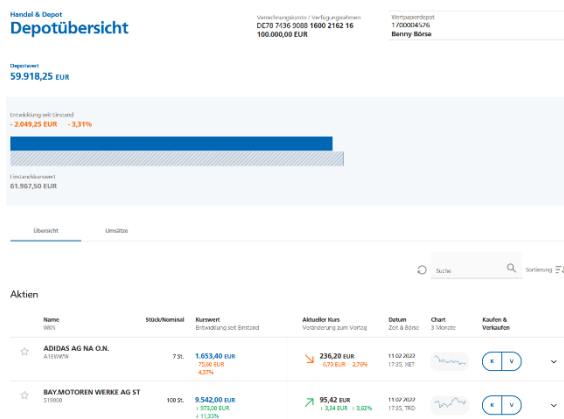 Handel & Depot
Depotübersicht
Verrechnungskonto / Verfügungsrahmen
DE78 7436 9088 1600 2162 16
100.000,00 EUR
Wertpapierdepot
1700004526
Benny Börse
Depotwert
59.918,25 EUR
Entwicklung seit Einstand
- 2.049,25 EUR - 3,31%
Einstandskurswert
61.967,50 EUR
Übersicht Umsätze
Suche Sortierung
Aktien
Name Stück/Nominal Kurswert Aktueller Kurs Datum Chart Kaufen &
WKN Entwicklung seit Einstand Veränderung zum Vortag Zeit & Börse 3 Monate Verkaufen
ADIDAS AG NA O.N. 7 St. 1.653,40 EUR 236,20 EUR 11.02.2022 K V
A1EWWW - 75,00 EUR - 6,70 EUR - 2,76% 17:35, XET
- 4,37%
BAY.MOTOREN WERKE AG ST 100 St. 9.542,00 EUR 95,42 EUR 11.02.2022 K V
519000 + 973,00 EUR + 3,34 EUR + 3,62% 17:35, TRD
+ 11,35%